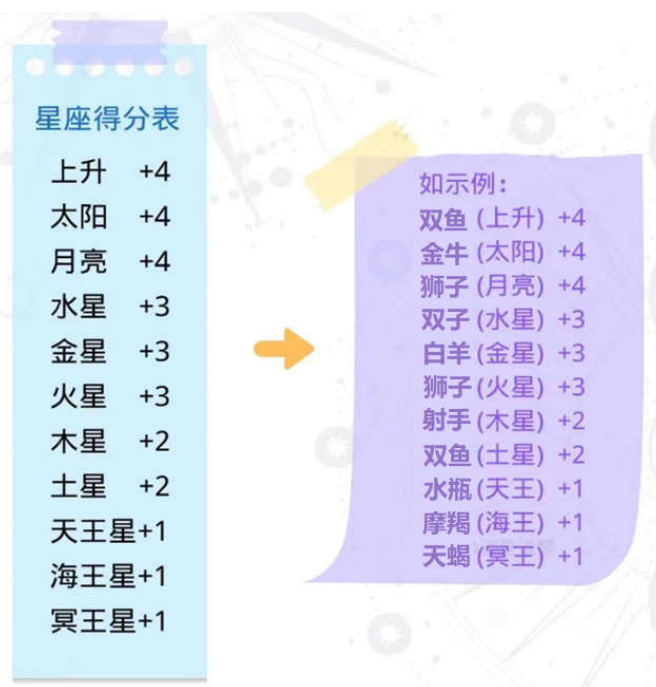 星座得分表
上升 +4
太阳 +4
月亮 +4
水星 +3
金星 +3
火星 +3
木星 +2
土星 +2
天王星+1
海王星+1
冥王星+1
如示例：
双鱼(上升) +4
金牛(太阳) +4
狮子(月亮) +4
双子(水星) +3
白羊(金星) +3
狮子(火星) +3
射手(木星) +2
双鱼(土星) +2
水瓶(天王) +1
摩羯(海王) +1
天蝎(冥王) +1